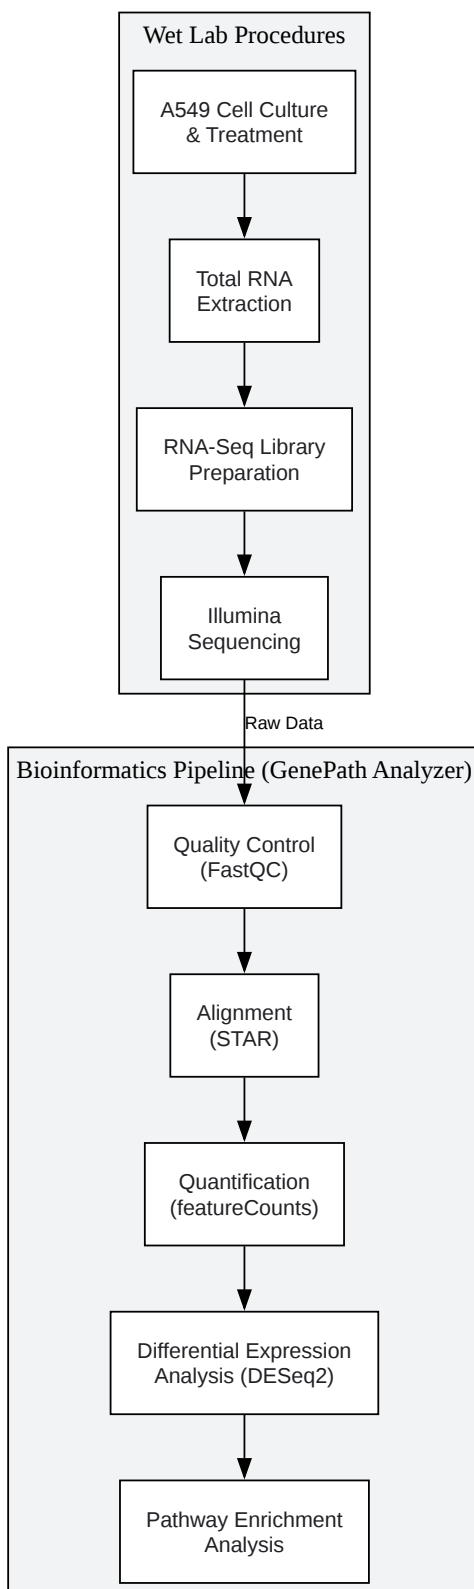 Wet Lab Procedures
A549 Cell Culture
& Treatment
Total RNA
Extraction
RNA-Seq Library
Preparation
Illumina
Sequencing
Raw Data
Bioinformatics Pipeline (GenePath Analyzer)
Quality Control
(FastQC)
Alignment
(STAR)
Quantification
(featureCounts)
Differential Expression
Analysis (DESeq2)
Pathway Enrichment
Analysis